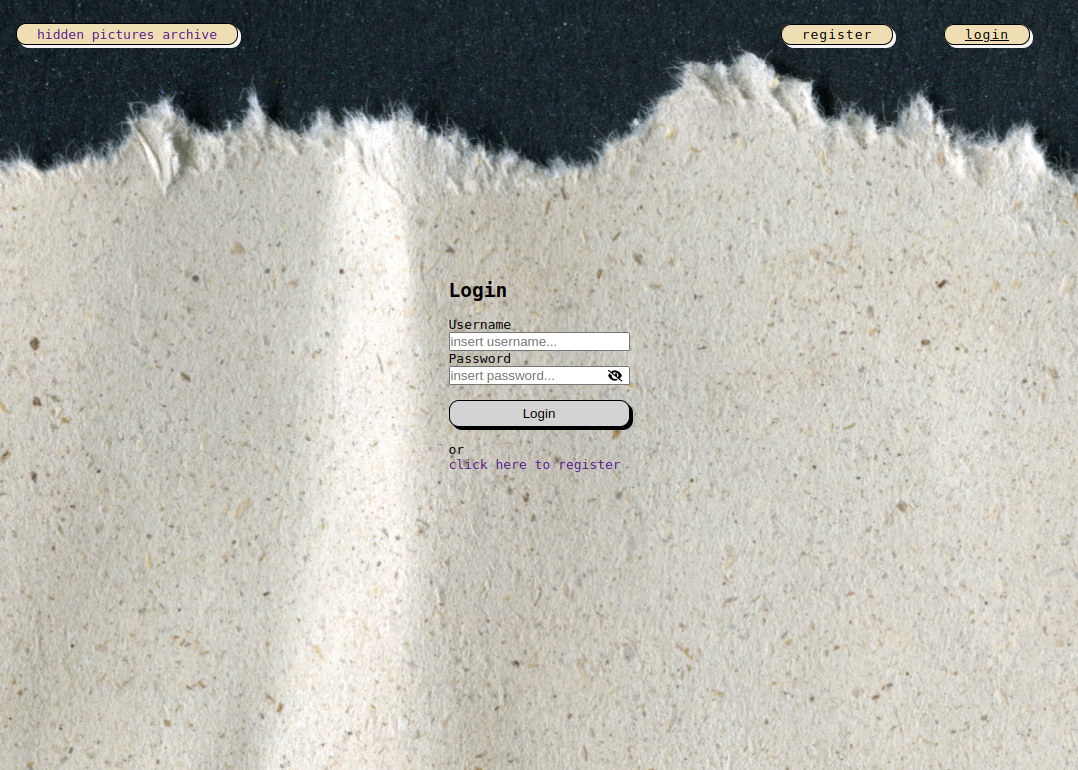 hidden pictures archive
register
login
Login
Username
insert username...
Password
insert password...
Login
or
click here to register